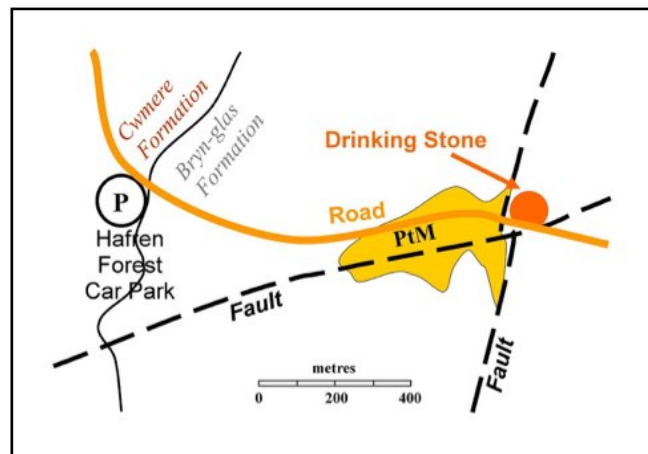 Cwmere
Formation
Bryn-glas
Formation
Drinking Stone
P
Road
PtM
Hafren
Forest
Car Park
Fault
Fault
metres
0 200 400